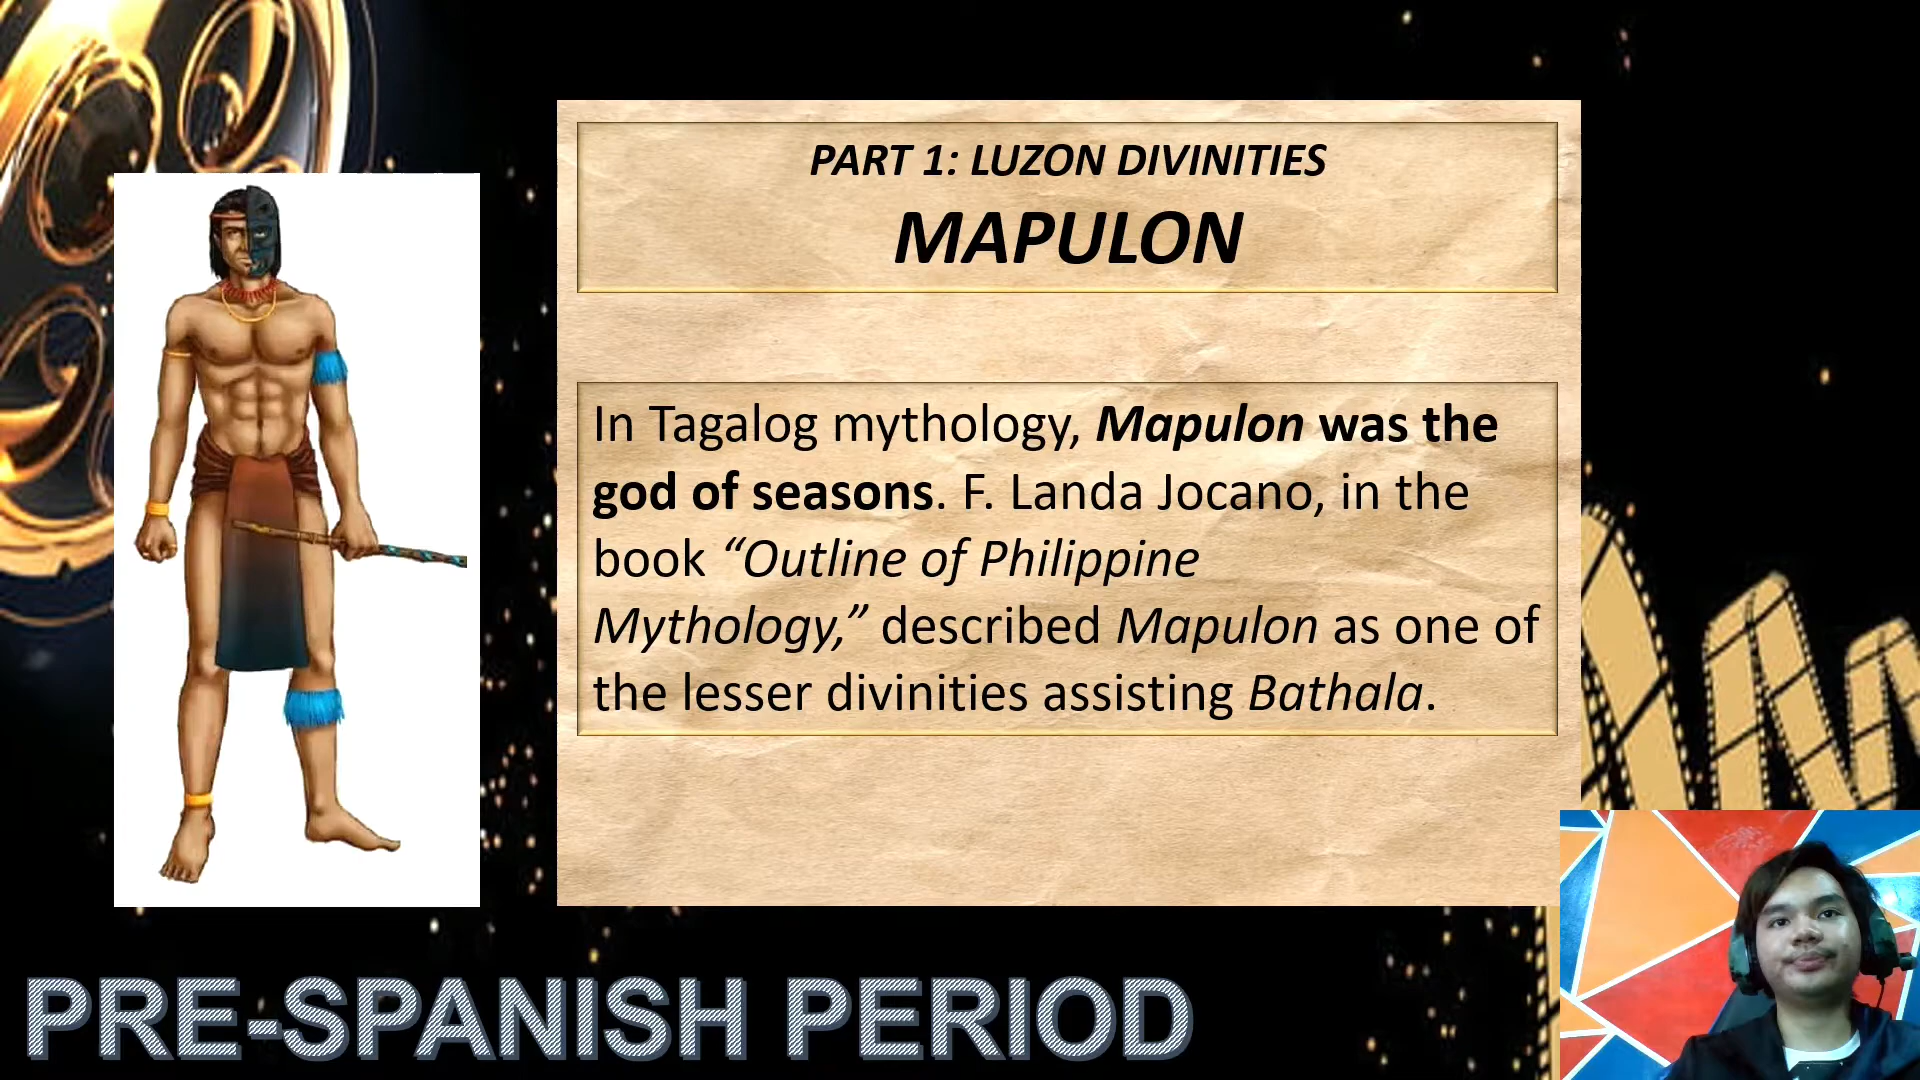 PART 1: LUZON DIVINITIES
MAPULON
In Tagalog mythology, Mapulon was the
god of seasons. F. Landa Jocano, in the
book “Outline of Philippine
Mythology,” described Mapulon as one of
the lesser divinities assisting Bathala.
PRE-SPANISH PERIOD